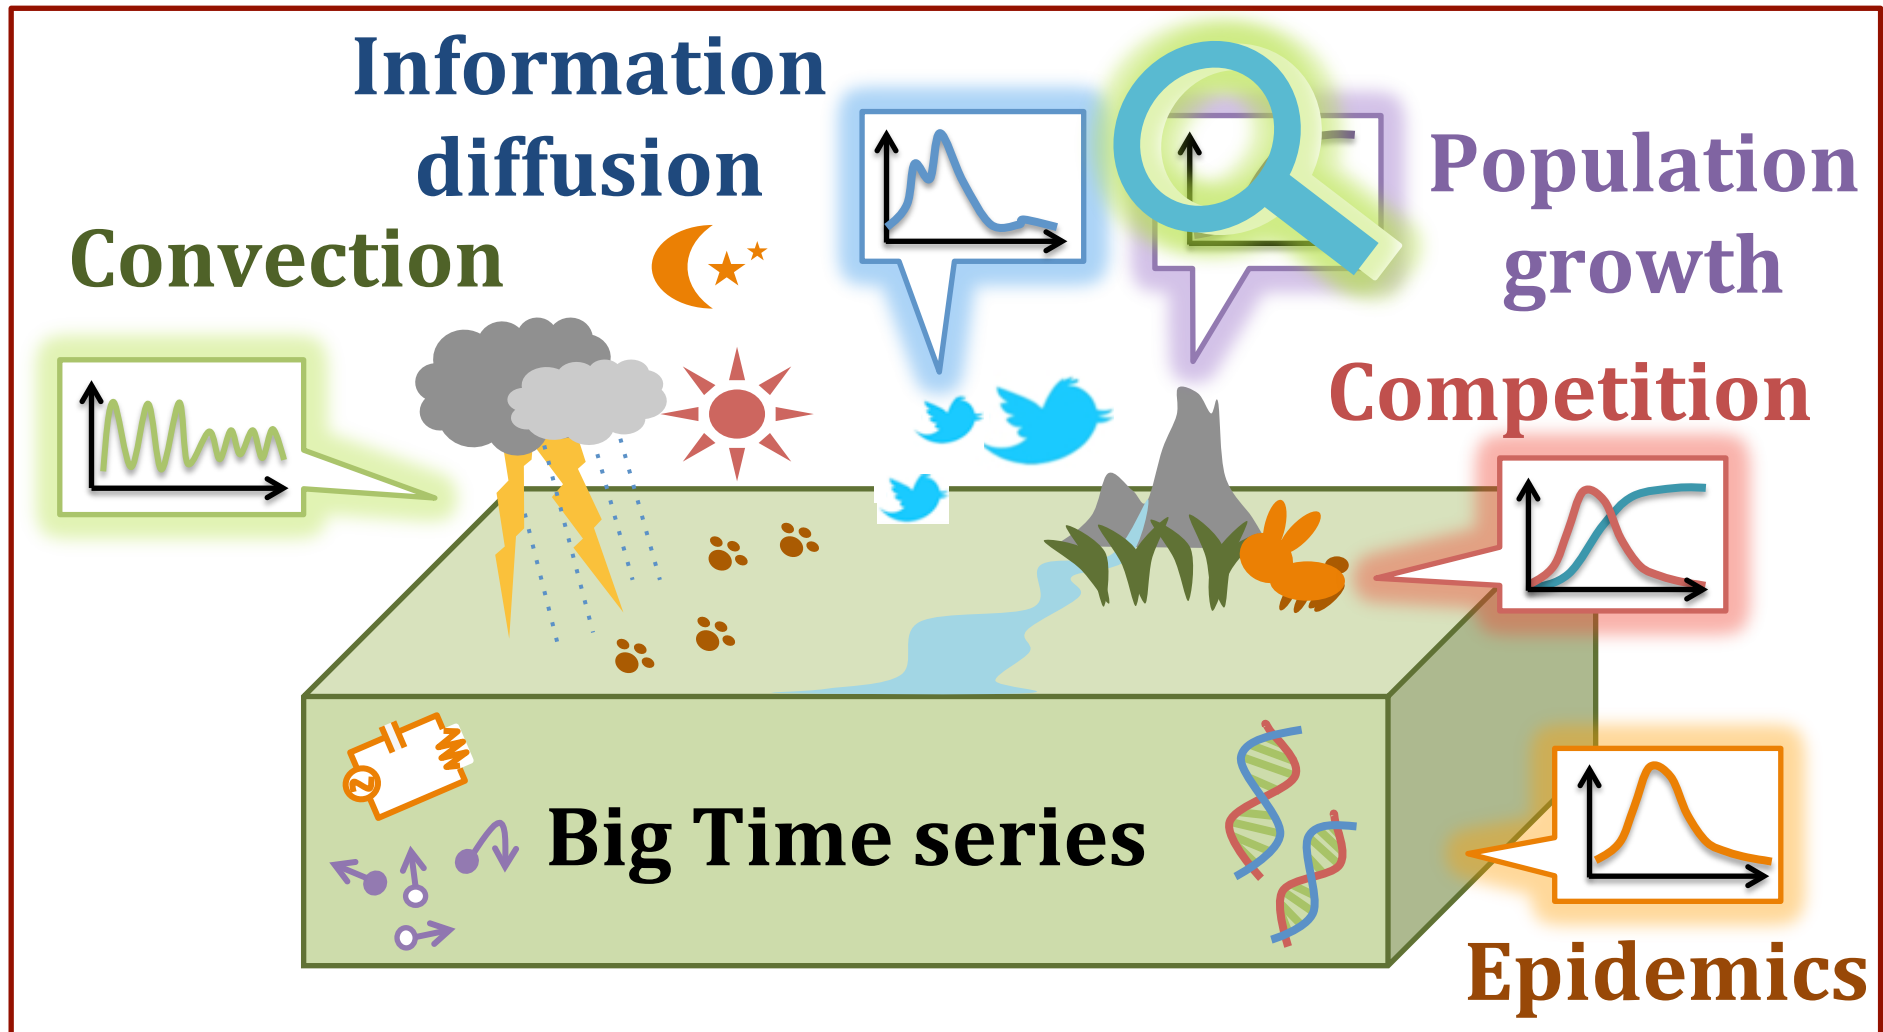 Information
diffusion
Convection
Population
growth
Competition
Big Time series
Epidemics